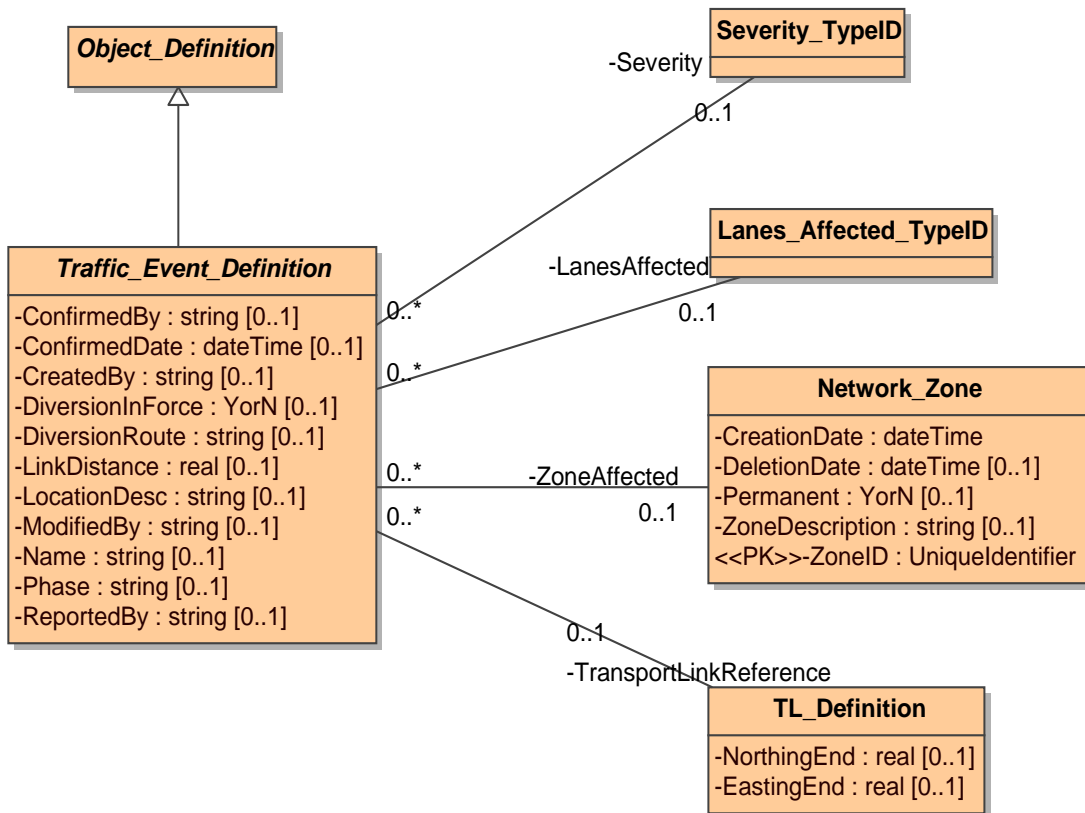 Object_Definition
Severity_TypeID
-Severity
0..1
Lanes_Affected_TypeID
-LanesAffected
0..1
Traffic_Event_Definition
-ConfirmedBy : string [0..1]
-ConfirmedDate : dateTime [0..1]
-CreatedBy : string [0..1]
-DiversionInForce : YorN [0..1]
-DiversionRoute : string [0..1]
-LinkDistance : real [0..1]
-LocationDesc : string [0..1]
-ModifiedBy : string [0..1]
-Name : string [0..1]
-Phase : string [0..1]
-ReportedBy : string [0..1]
0..*
0..*
0..*
0..*
-ZoneAffected
0..1
Network_Zone
-CreationDate : dateTime
-DeletionDate : dateTime [0..1]
-Permanent : YorN [0..1]
-ZoneDescription : string [0..1]
<<PK>>-ZoneID : UniqueIdentifier
0..1
-TransportLinkReference
TL_Definition
-NorthingEnd : real [0..1]
-EastingEnd : real [0..1]